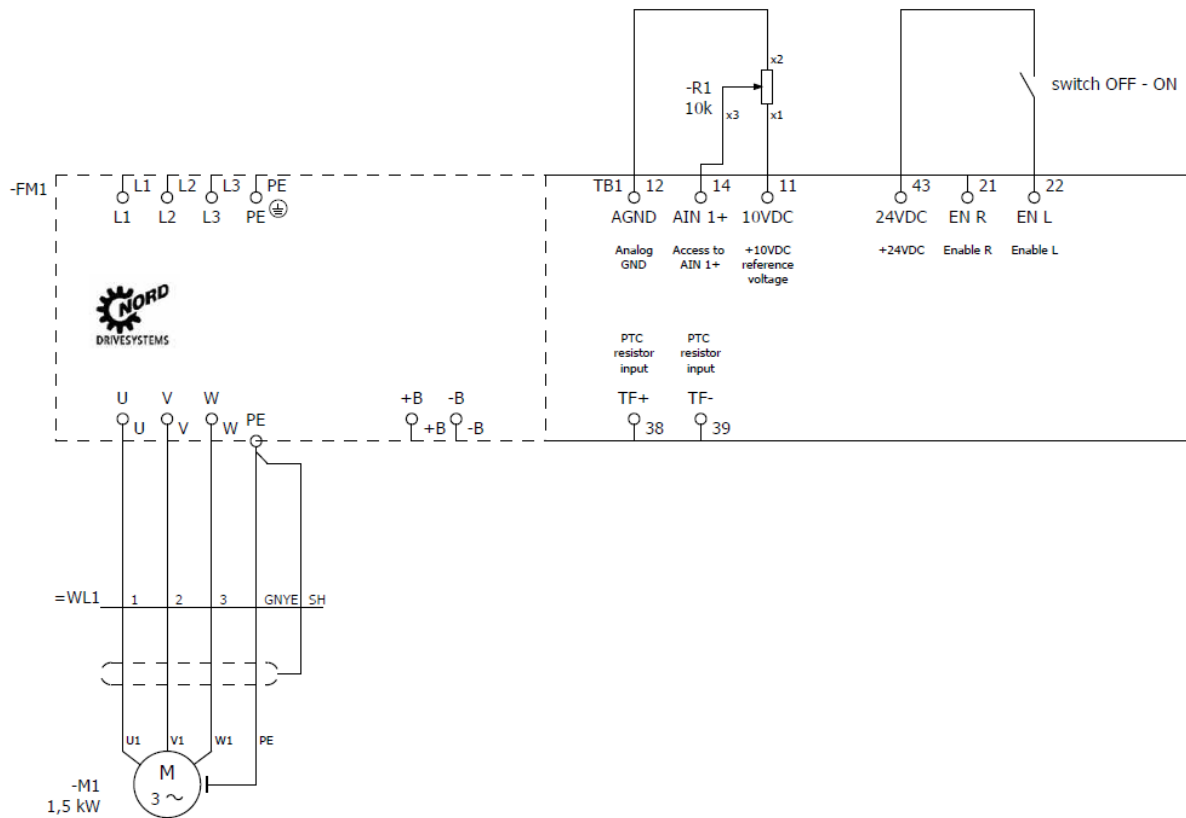 x2
-R1
10k
x3
x1
switch OFF - ON
-FM1
L1 L2 L3 PE
L1 L2 L3 PE
TB1 12 14 11 43 21 22
AGND AIN 1+ 10VDC 24VDC EN R EN L
Analog GND
Access to AIN 1+
+10VDC reference voltage
+24VDC
Enable R
Enable L
NORD
DRIVESYSTEMS
PTC resistor input
PTC resistor input
TF+ TF-
38 39
U V W PE +B -B
U V W +B -B
=WL1 1 2 3 GNYE SH
U1 V1 W1 PE
-M1
1,5 kW
M
3 ~